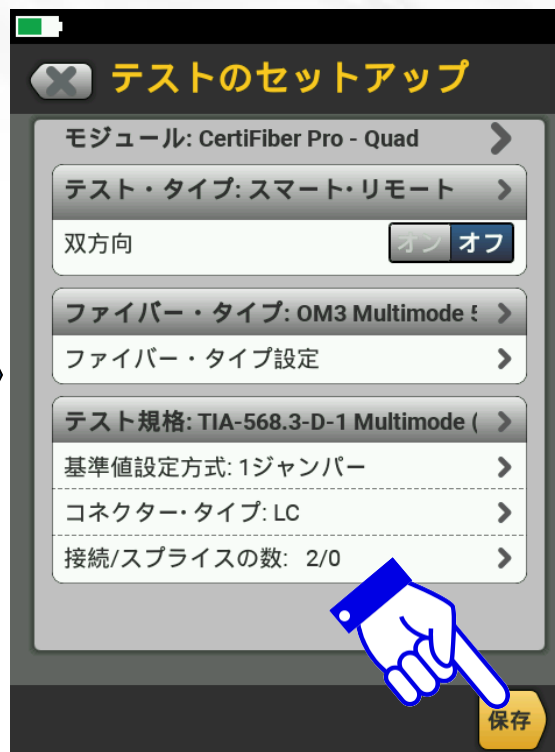 テストのセットアップ
モジュール: CertiFiber Pro - Quad
テスト・タイプ: スマート・リモート
双方向 オン オフ
ファイバー・タイプ: OM3 Multimode
ファイバー・タイプ設定
テスト規格: TIA-568.3-D-1 Multimode (
基準値設定方式: 1ジャンパー
コネクター・タイプ: LC
接続/スプライスの数: 2/0
保存